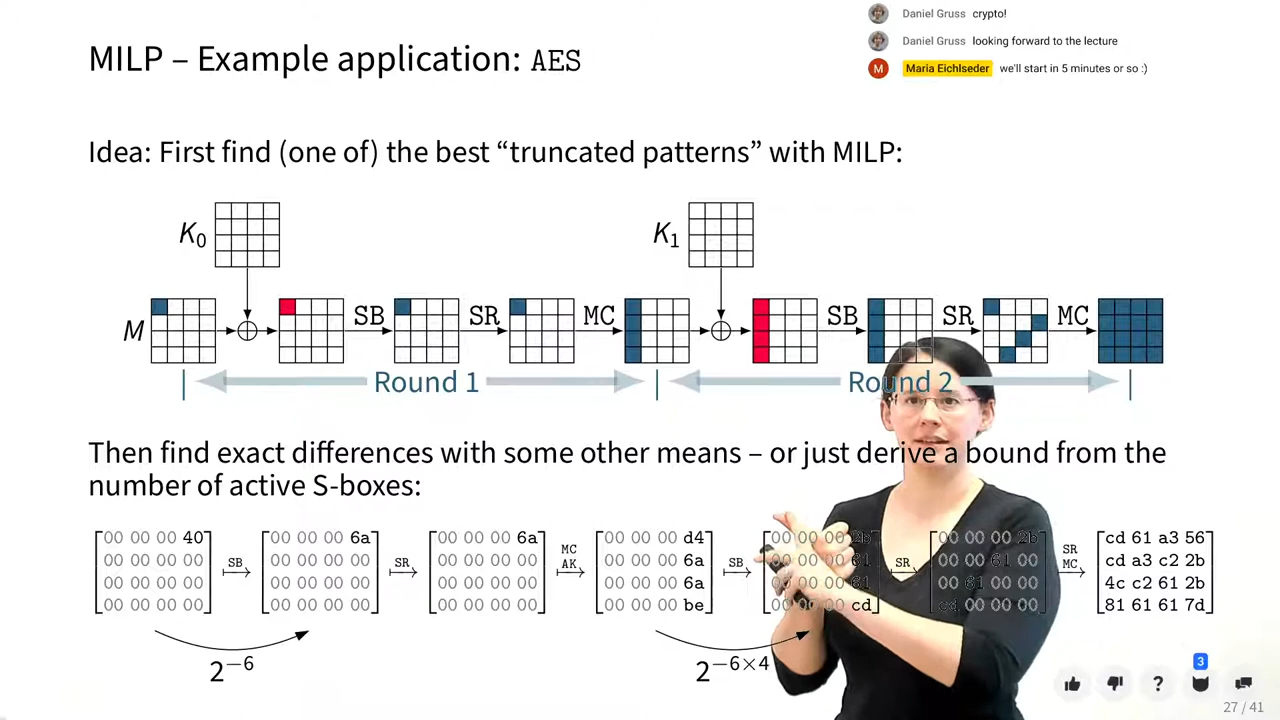 Daniel Gruss crypto!
Daniel Gruss looking forward to the lecture
M Maria Eichlseder we'll start in 5 minutes or so :)
MILP – Example application: AES
Idea: First find (one of) the best “truncated patterns” with MILP:
K0 K1
M SB SR MC SB SR MC
Round 1 Round 2
Then find exact differences with some other means – or just derive a bound from the
number of active S-boxes:
00 00 00 40 00 00 00 6a 00 00 00 6a 00 00 00 d4 00 00 00 2b 00 00 00 2b cd 61 a3 56
SB SR MC AK SB SR SR MC
00 00 00 00 00 00 00 00 00 00 00 00 00 00 00 6a 00 00 00 61 00 00 61 00 cd a3 c2 2b
00 00 00 00 00 00 00 00 00 00 00 00 00 00 00 6a 00 00 00 61 00 61 00 00 4c c2 61 2b
00 00 00 00 00 00 00 00 00 00 00 00 00 00 00 be 00 00 00 cd cd 00 00 00 81 61 61 7d
2−6 2−6×4
3
27 / 41